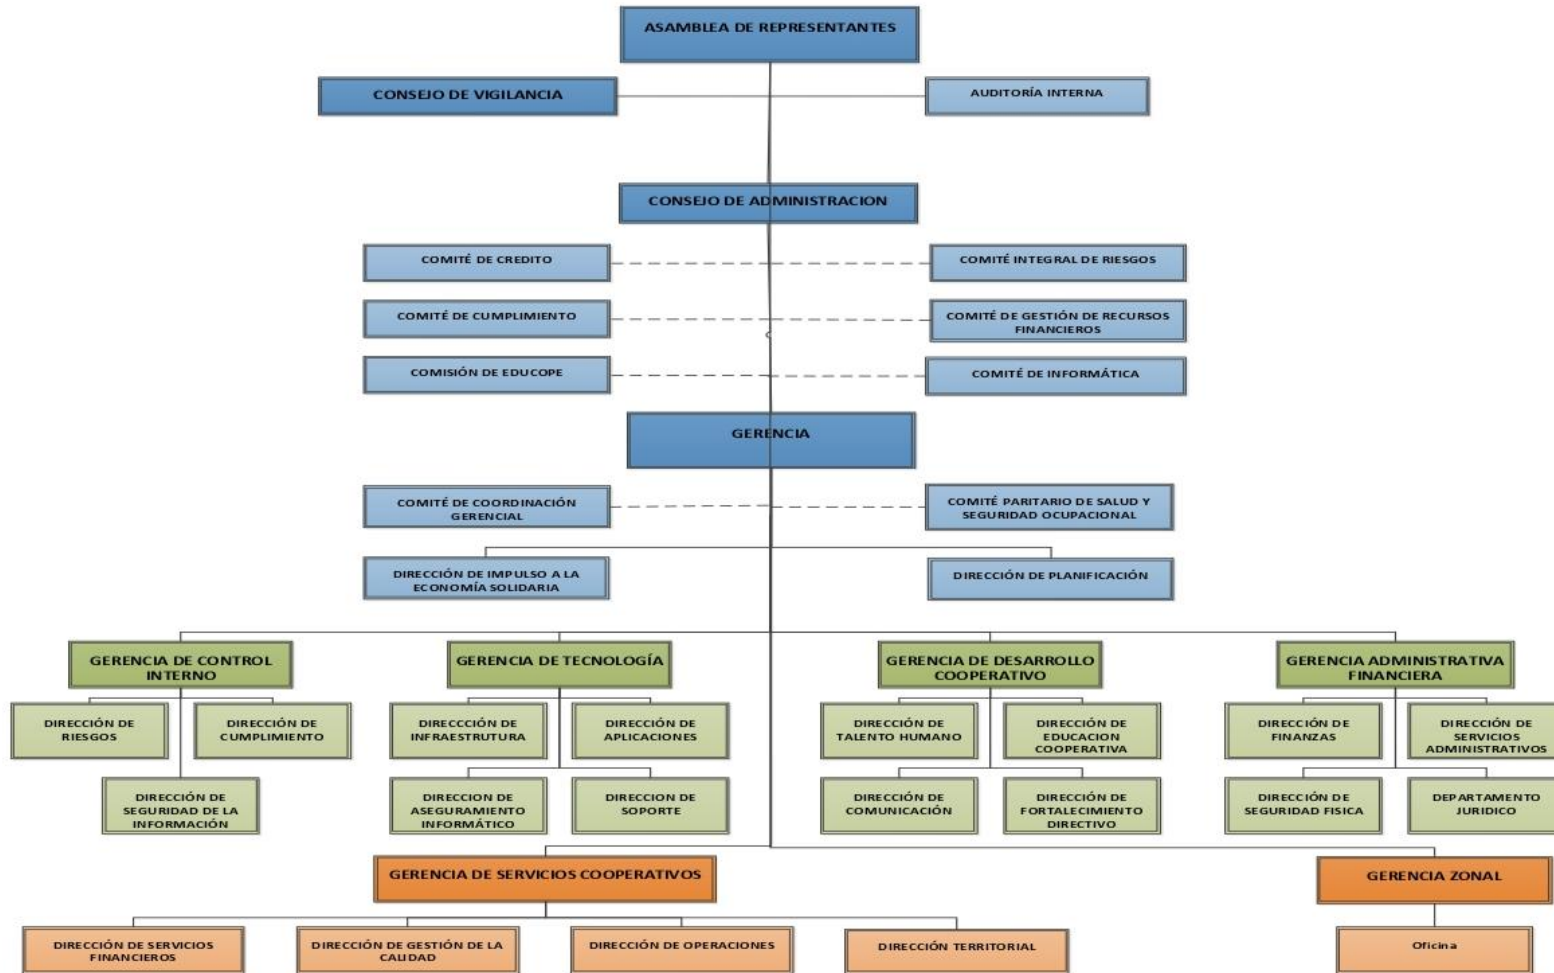 ASAMBLEA DE REPRESENTANTES
CONSEJO DE VIGILANCIA
AUDITORÍA INTERNA
CONSEJO DE ADMINISTRACION
COMITÉ DE CREDITO
COMITÉ INTEGRAL DE RIESGOS
COMITÉ DE CUMPLIMIENTO
COMITÉ DE GESTIÓN DE RECURSOS
FINANCIEROS
COMISIÓN DE EDUCOPE
COMITÉ DE INFORMÁTICA
GERENCIA
COMITÉ DE COORDINACIÓN
GERENCIAL
COMITÉ PARITARIO DE SALUD Y
SEGURIDAD OCUPACIONAL
DIRECCIÓN DE IMPULSO A LA
ECONOMÍA SOLIDARIA
DIRECCIÓN DE PLANIFICACIÓN
GERENCIA DE CONTROL
INTERNO
GERENCIA DE TECNOLOGÍA
GERENCIA DE DESARROLLO
COOPERATIVO
GERENCIA ADMINISTRATIVA
FINANCIERA
DIRECCIÓN DE
RIESGOS
DIRECCIÓN DE
CUMPLIMIENTO
DIRECCCIÓN DE
INFRAESTRUTURA
DIRECCIÓN DE
APLICACIONES
DIRECCIÓN DE
TALENTO HUMANO
DIRECCIÓN DE
EDUCACION
COOPERATIVA
DIRECCIÓN DE
FINANZAS
DIRECCIÓN DE
SERVICIOS
ADMINISTRATIVOS
DIRECCIÓN DE
SEGURIDAD DE LA
INFORMACIÓN
DIRECCION DE
ASEGURAMIENTO
INFORMÁTICO
DIRECCION DE
SOPORTE
DIRECCIÓN DE
COMUNICACIÓN
DIRECCIÓN DE
FORTALECIMIENTO
DIRECTIVO
DIRECCIÓN DE
SEGURIDAD FISICA
DEPARTAMENTO
JURIDICO
GERENCIA DE SERVICIOS COOPERATIVOS
GERENCIA ZONAL
DIRECCIÓN DE SERVICIOS
FINANCIEROS
DIRECCIÓN DE GESTIÓN DE LA
CALIDAD
DIRECCIÓN DE OPERACIONES
DIRECCIÓN TERRITORIAL
Oficina